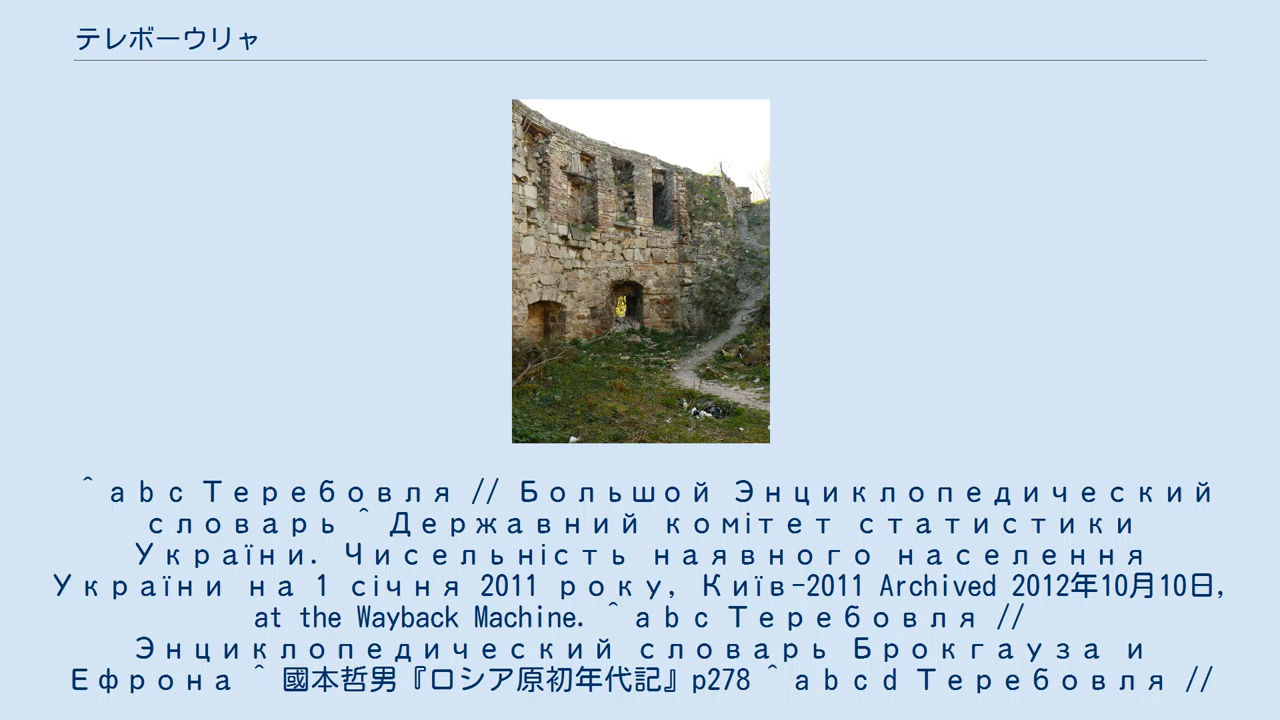 テレボーウリャ
^ a b c Теребовля // Большой Энциклопедический
словарь ^ Державний комітет статистики
України. Чисельність наявного населення
України на 1 січня 2011 року, Київ-2011 Archived 2012年10月10日,
at the Wayback Machine. ^ a b c Теребовля //
Энциклопедический словарь Брокгауза и
Ефрона ^ 國本哲男『ロシア原初年代記』p278 ^ a b c d Теребовля //